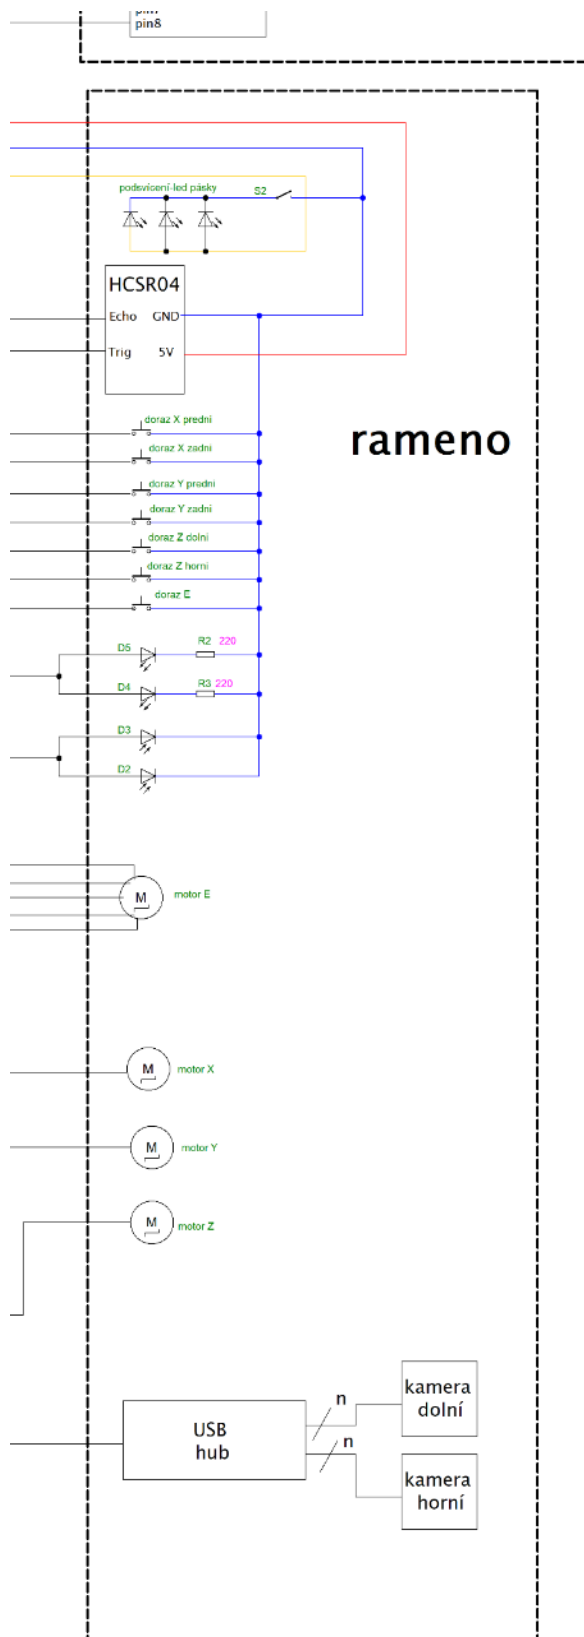 pin7
pin8
podsvícení-led pásky
S2
HCSR04
Echo GND
Trig 5V
doraz X predni
rameno
doraz X zadni
doraz Y predni
doraz Y zadni
doraz Z dolni
doraz Z horni
doraz E
D5 R2 220
D4 R3 220
D3
D2
M motor E
M motor X
M motor Y
M motor Z
kamera
dolní
n
USB
hub
n
kamera
horní